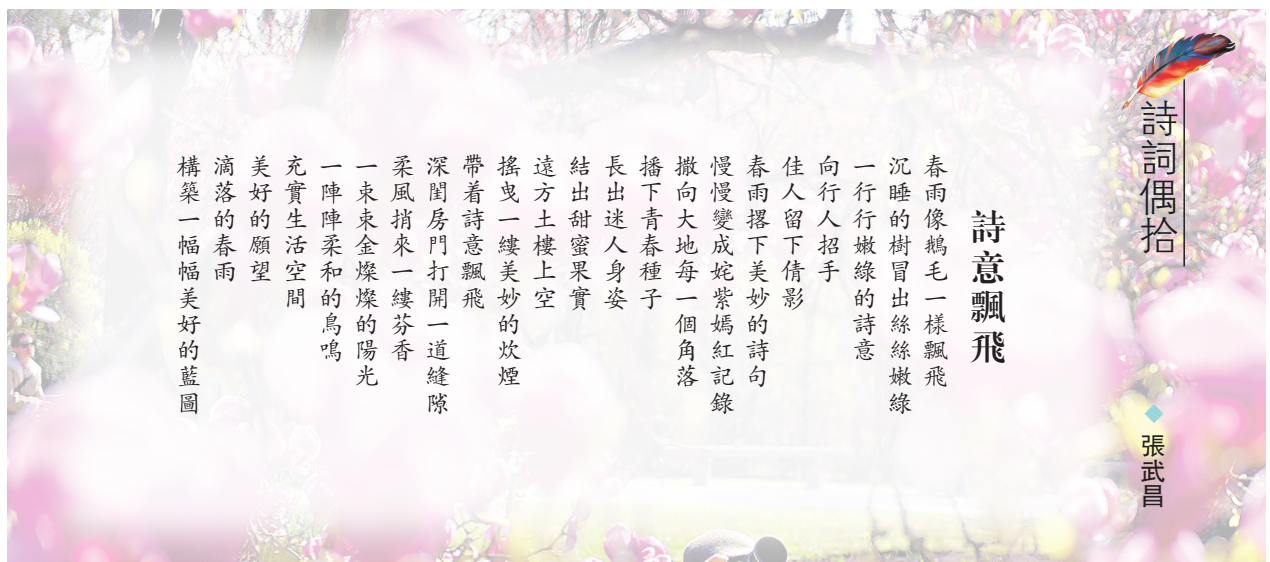 詩詞偶拾
◆ 張武昌
詩意飄飛
春雨像鵝毛一樣飄飛
沉睡的樹冒出絲絲嫩綠
一行行嫩綠的詩意
向行人招手
佳人留下倩影
春雨撂下美妙的詩句
慢慢變成姹紫嫣紅記錄
撒向大地每一個角落
播下青春種子
長出迷人身姿
結出甜蜜果實
遠方土樓上空
搖曳一縷美妙的炊煙
帶着詩意飄飛
深閨房門打開一道縫隙
柔風捎來一縷芬香
一束束金燦燦的陽光
一陣陣柔和的鳥鳴
充實生活空間
美好的願望
滴落的春雨
構築一幅幅美好的藍圖